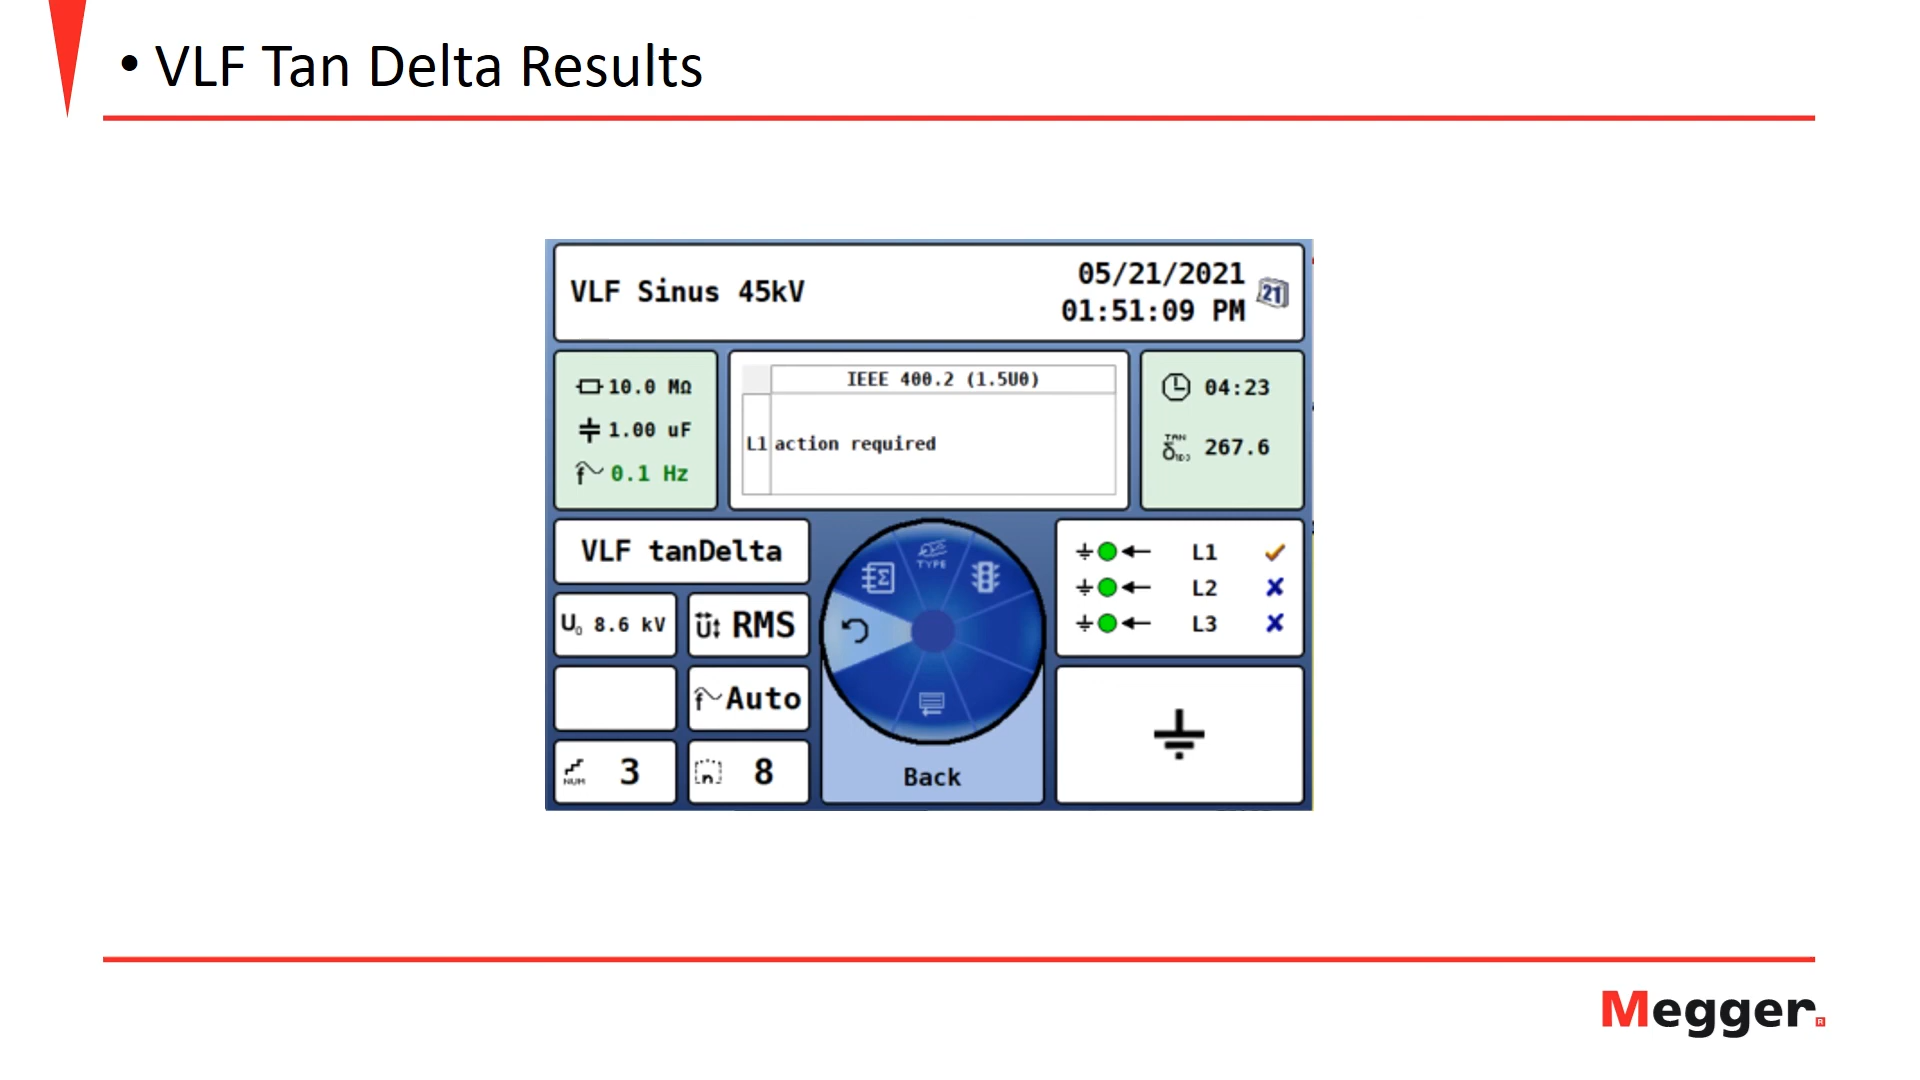 • VLF Tan Delta Results
VLF Sinus 45kV
05/21/2021
01:51:09 PM
21
10.0 MΩ
1.00 uF
f 0.1 Hz
IEEE 400.2 (1.5U0)
L1 action required
04:23
TAN δ 267.6
VLF tanDelta
U0 8.6 kV
U RMS
f Auto
NUM 3
n 8
TYPE
Σ
Back
L1
L2
L3
Megger